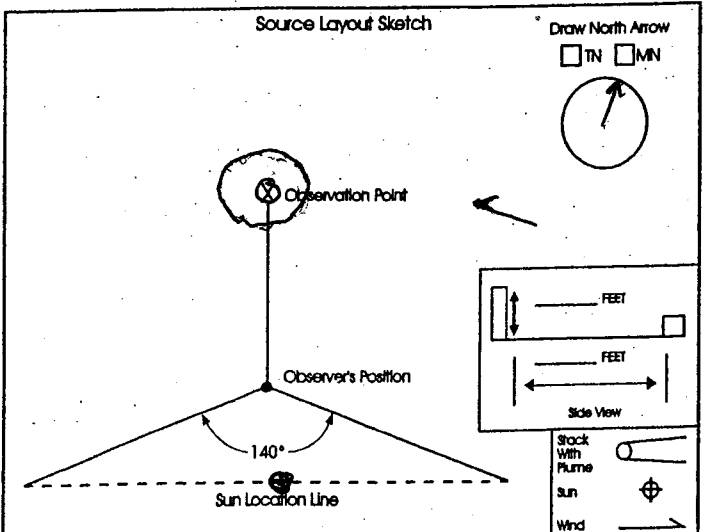 Source Layout Sketch
Draw North Arrow
TN MN
X Observation Point
FEET
FEET
Side View
Observer's Position
140°
Sun Location Line
Stack
With
Plume
Sun
Wind